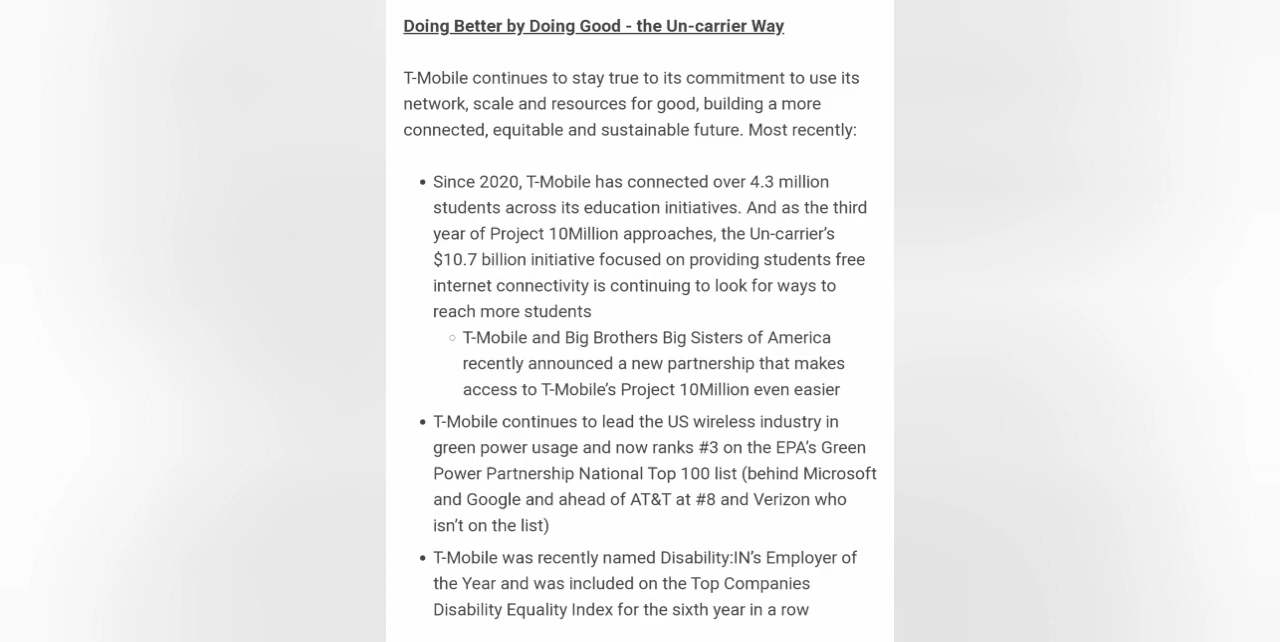 Doing Better by Doing Good - the Un-carrier Way
T-Mobile continues to stay true to its commitment to use its
network, scale and resources for good, building a more
connected, equitable and sustainable future. Most recently:
• Since 2020, T-Mobile has connected over 4.3 million
students across its education initiatives. And as the third
year of Project 10Million approaches, the Un-carrier’s
$10.7 billion initiative focused on providing students free
internet connectivity is continuing to look for ways to
reach more students
◦ T-Mobile and Big Brothers Big Sisters of America
recently announced a new partnership that makes
access to T-Mobile’s Project 10Million even easier
• T-Mobile continues to lead the US wireless industry in
green power usage and now ranks #3 on the EPA’s Green
Power Partnership National Top 100 list (behind Microsoft
and Google and ahead of AT&T at #8 and Verizon who
isn’t on the list)
• T-Mobile was recently named Disability:IN’s Employer of
the Year and was included on the Top Companies
Disability Equality Index for the sixth year in a row